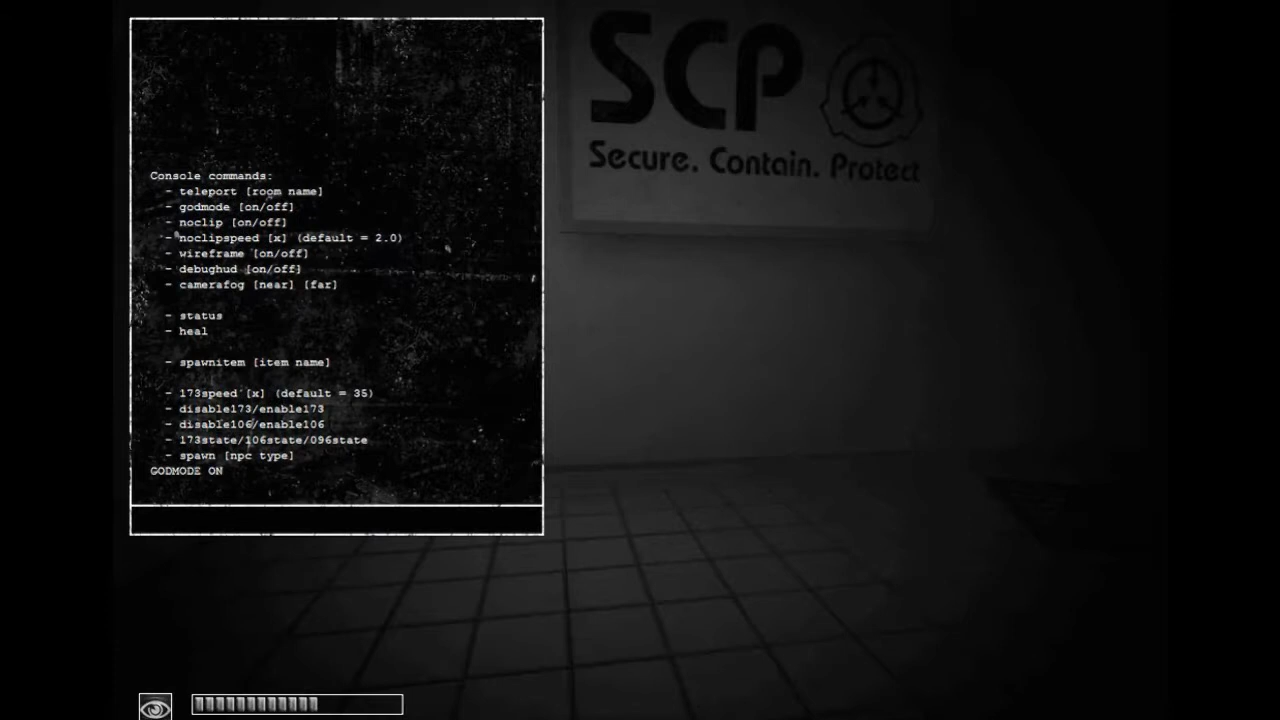 SCP
Secure. Contain. Protect
Console commands:
- teleport [room name]
- godmode [on/off]
- noclip [on/off]
- noclipspeed [x] (default = 2.0)
- wireframe [on/off]
- debughud [on/off]
- camerafog [near] [far]
- status
- heal
- spawnitem [item name]
- 173speed [x] (default = 35)
- disable173/enable173
- disable106/enable106
- 173state/106state/096state
- spawn [npc type]
GODMODE ON